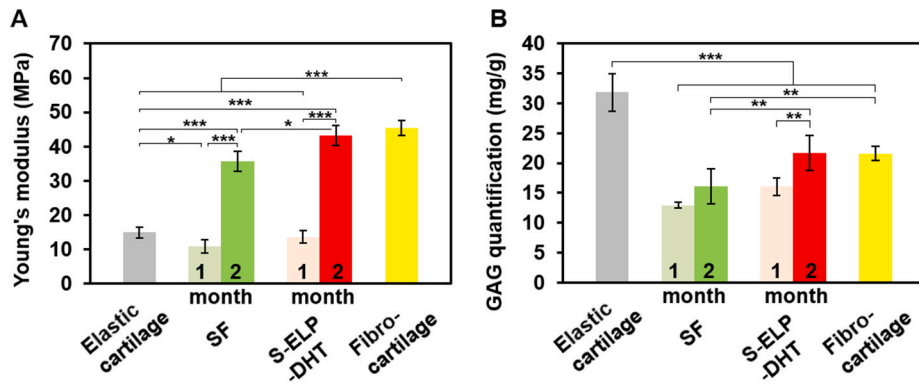 A
Young's modulus (MPa)
70
60
50
40
30
20
10
0
***
***
***
***
*
***
*
***
1
2
1
2
month
month
Elastic
cartilage
SF
S-ELP
-DHT
Fibro-
cartilage
B
GAG quantification (mg/g)
40
35
30
25
20
15
10
5
0
***
**
**
**
1
2
1
2
month
month
Elastic
cartilage
SF
S-ELP
-DHT
Fibro-
cartilage